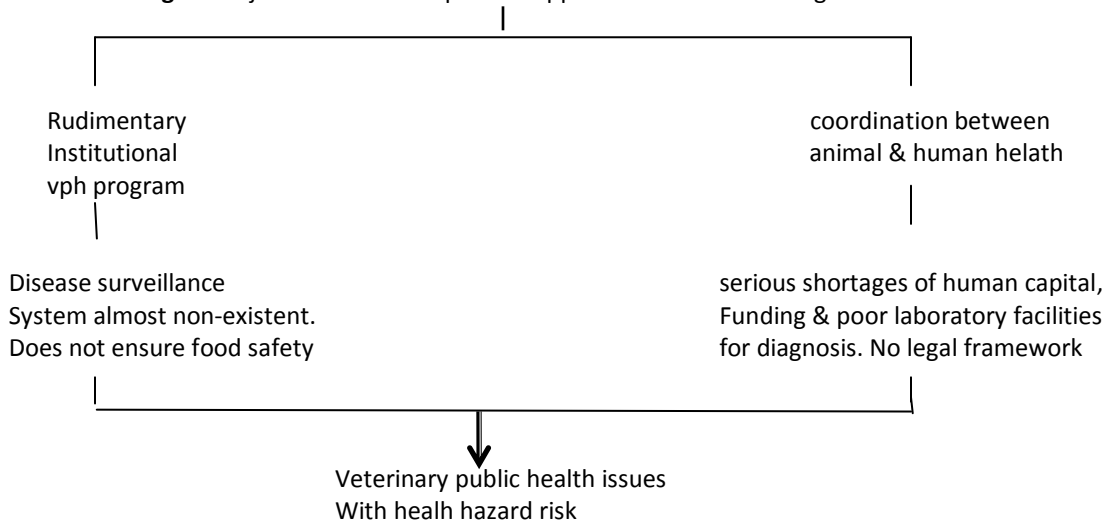 Rudimentary
Institutional
vph program
coordination between
animal & human helath
Disease surveillance
System almost non-existent.
Does not ensure food safety
serious shortages of human capital,
Funding & poor laboratory facilities
for diagnosis. No legal framework
Veterinary public health issues
With healh hazard risk